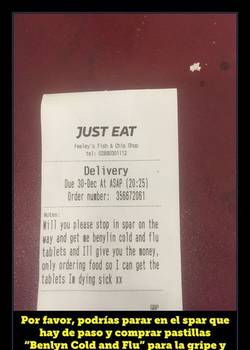 JUST EAT
Feeley's Fish & Chip Shop
tel: 02890301112
Delivery
Due 30-Dec At ASAP (20:25)
Order number: 356672061
Notes:
Will you please stop in spar on the
way and get me benylin cold and flu
tablets and Ill give you the money,
only ordering food so I can get the
tablets Im dying sick xx
GBP
Por favor, podrías parar en el spar que
hay de paso y comprar pastillas
“Benlyn Cold and Flu” para la gripe y